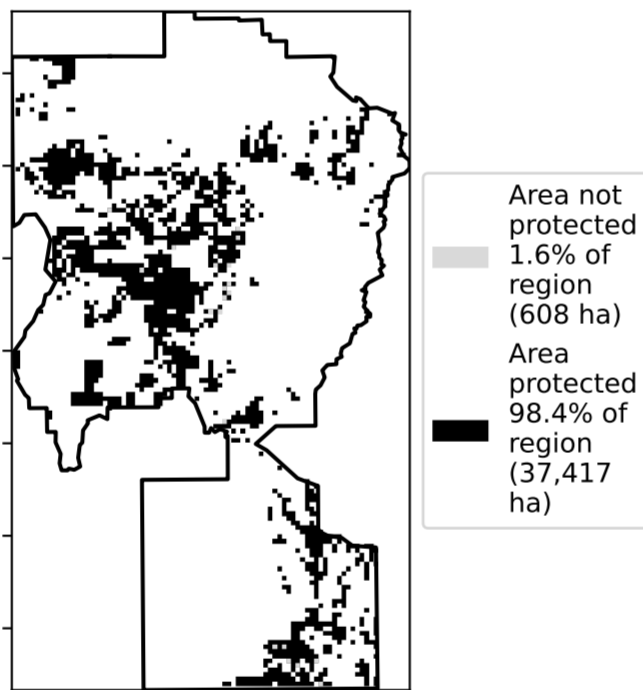 Area not
protected
1.6% of
region
(608 ha)
Area
protected
98.4% of
region
(37,417
ha)